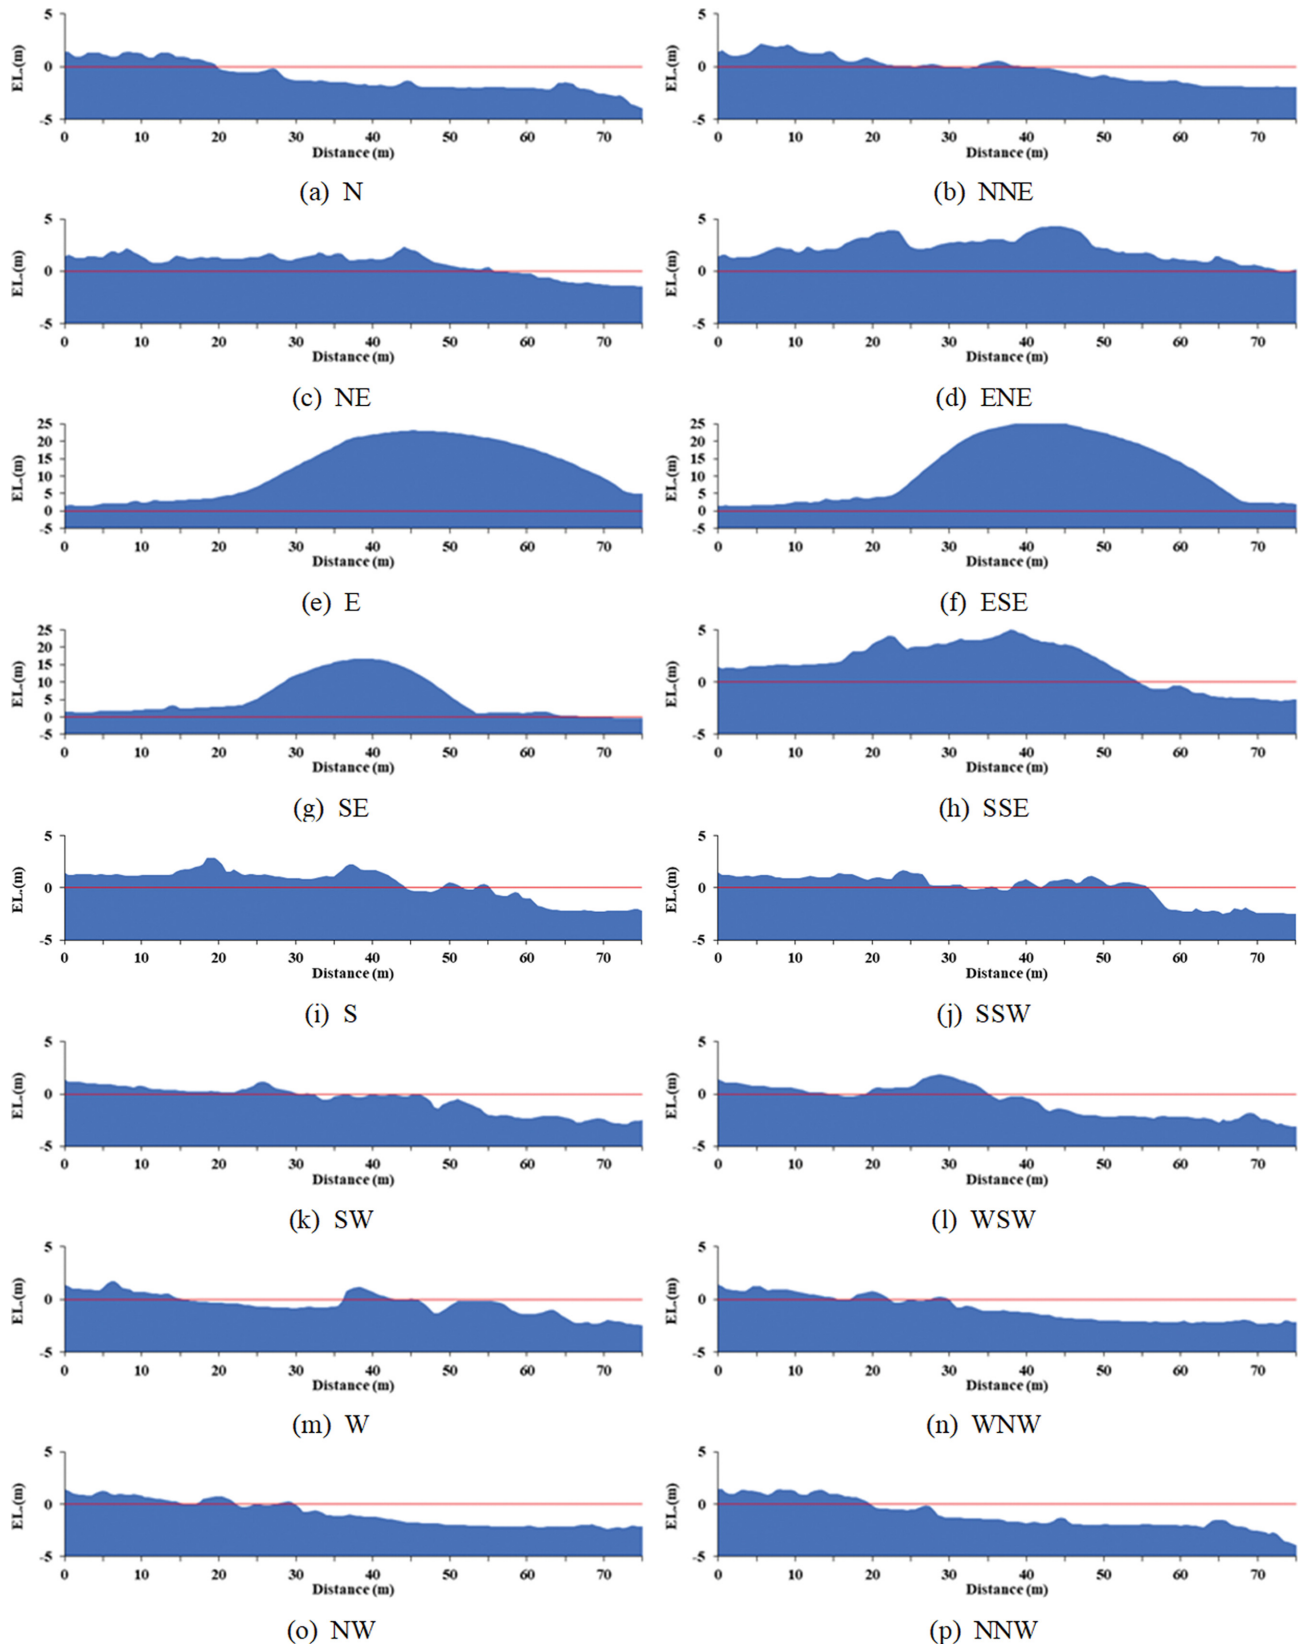 5 5
EL.(m) 0 EL.(m) 0
-5 -5
0 10 20 30 40 50 60 70 0 10 20 30 40 50 60 70
Distance (m) Distance (m)
(a) N (b) NNE
5 5
EL.(m) 0 EL.(m) 0
-5 -5
0 10 20 30 40 50 60 70 0 10 20 30 40 50 60 70
Distance (m) Distance (m)
(c) NE (d) ENE
25 25
20 20
15 15
EL.(m) 10 EL.(m) 10
5 5
0 0
-5 -5
0 10 20 30 40 50 60 70 0 10 20 30 40 50 60 70
Distance (m) Distance (m)
(e) E (f) ESE
25 5
20
15
EL.(m) 10 EL.(m) 0
5
0
-5 -5
0 10 20 30 40 50 60 70 0 10 20 30 40 50 60 70
Distance (m) Distance (m)
(g) SE (h) SSE
5 5
EL.(m) 0 EL.(m) 0
-5 -5
0 10 20 30 40 50 60 70 0 10 20 30 40 50 60 70
Distance (m) Distance (m)
(i) S (j) SSW
5 5
EL.(m) 0 EL.(m) 0
-5 -5
0 10 20 30 40 50 60 70 0 10 20 30 40 50 60 70
Distance (m) Distance (m)
(k) SW (l) WSW
5 5
EL.(m) 0 EL.(m) 0
-5 -5
0 10 20 30 40 50 60 70 0 10 20 30 40 50 60 70
Distance (m) Distance (m)
(m) W (n) WNW
5 5
EL.(m) 0 EL.(m) 0
-5 -5
0 10 20 30 40 50 60 70 0 10 20 30 40 50 60 70
Distance (m) Distance (m)
(o) NW (p) NNW